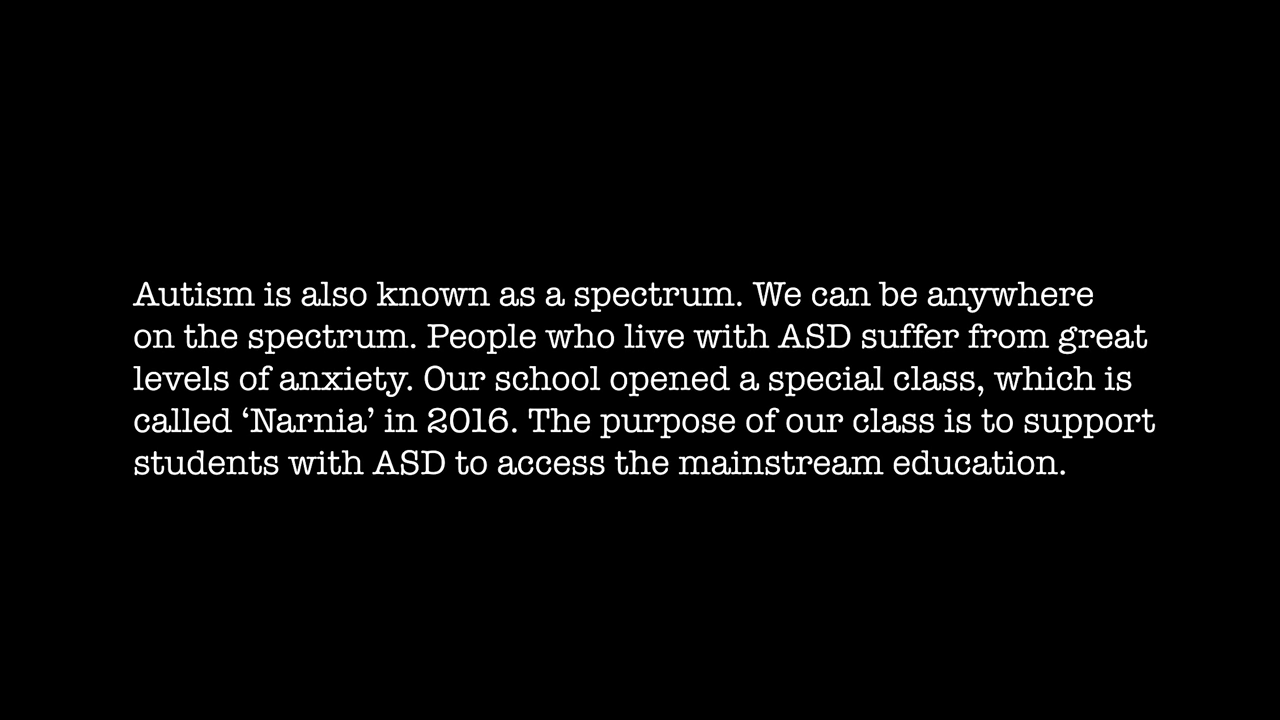 Autism is also known as a spectrum. We can be anywhere
on the spectrum. People who live with ASD suffer from great
levels of anxiety. Our school opened a special class, which is
called ‘Narnia’ in 2016. The purpose of our class is to support
students with ASD to access the mainstream education.